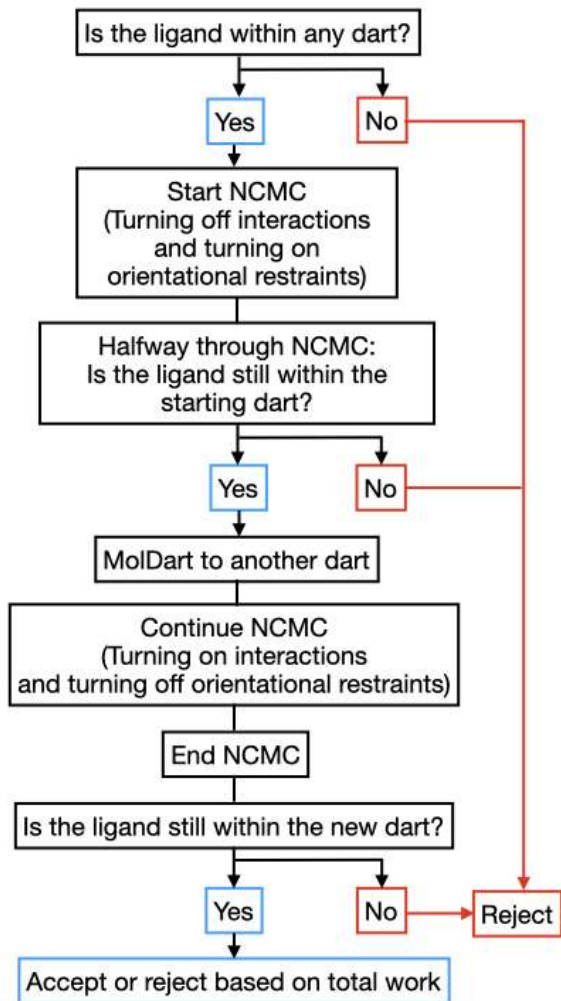 Is the ligand within any dart?
Yes
No
Start NCMC
(Turning off interactions
and turning on
orientational restraints)
Halfway through NCMC:
Is the ligand still within the
starting dart?
Yes
No
MolDart to another dart
Continue NCMC
(Turning on interactions
and turning off orientational restraints)
End NCMC
Is the ligand still within the new dart?
Yes
No
Reject
Accept or reject based on total work